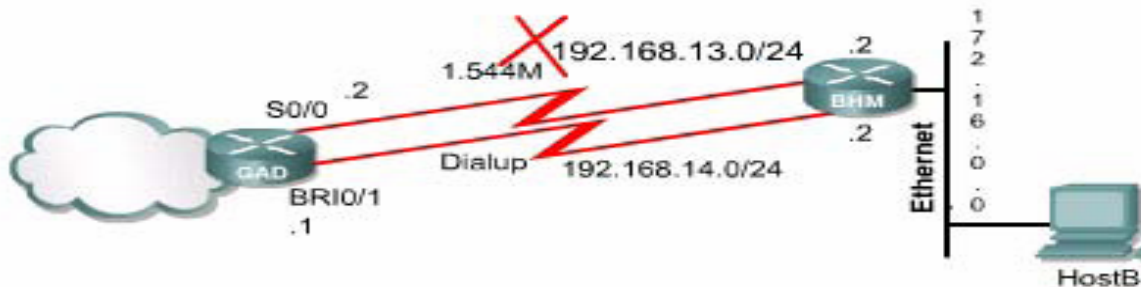 192.168.13.0/24
.2
1.544M
.2
S0/0
BHM
GAD
.2
Dialup
192.168.14.0/24
BRI0/1
.1
Ethernet
172.16.0.0
HostB